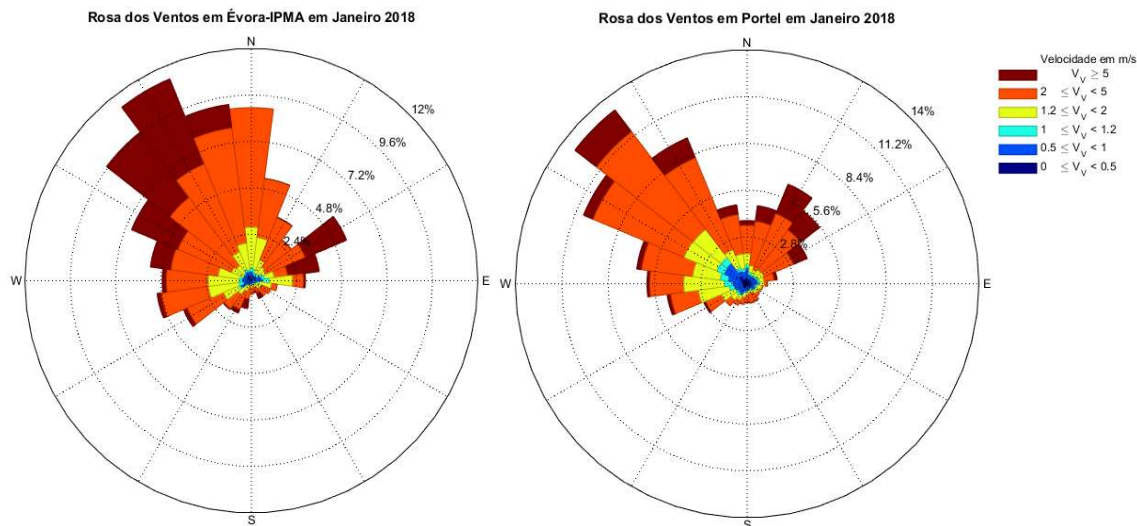 Rosa dos Ventos em Évora-IPMA em Janeiro 2018
N
12%
9.6%
7.2%
4.8%
2.4%
W
E
S
Rosa dos Ventos em Portel em Janeiro 2018
N
14%
11.2%
8.4%
5.6%
2.8%
W
E
S
Velocidade em m/s
V_V ≥ 5
2 ≤ V_V < 5
1.2 ≤ V_V < 2
1 ≤ V_V < 1.2
0.5 ≤ V_V < 1
0 ≤ V_V < 0.5